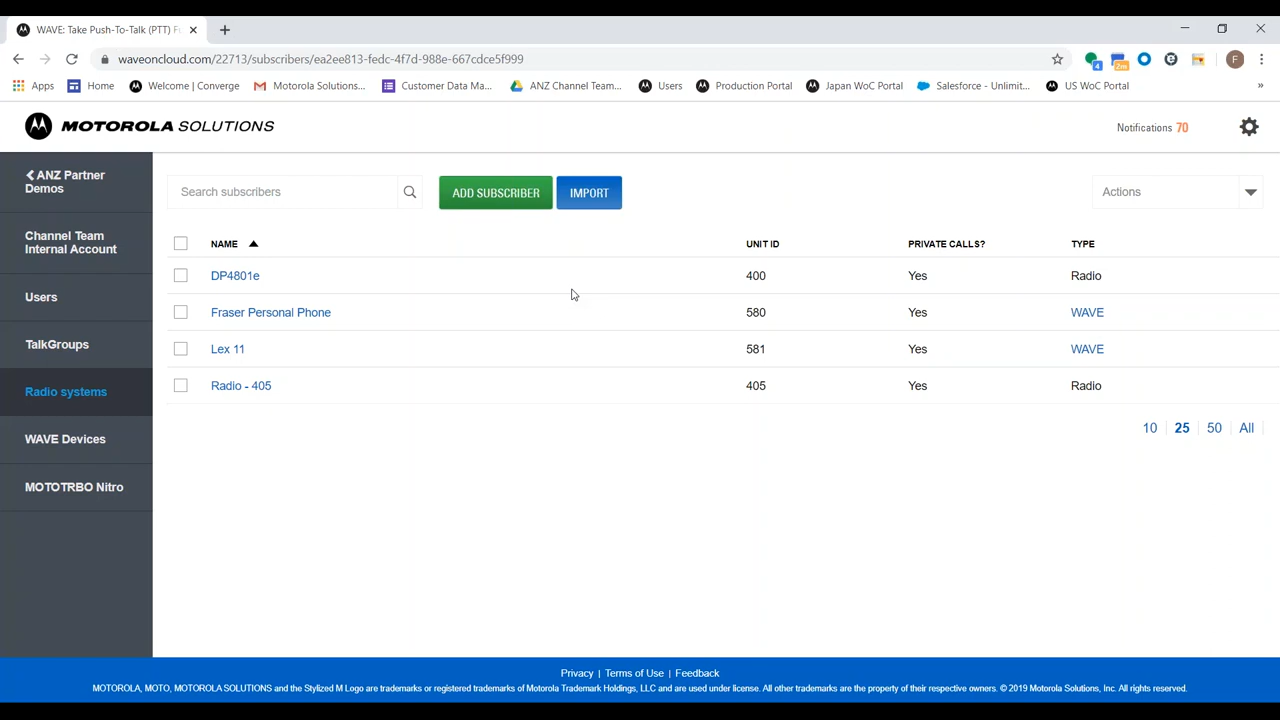 WAVE: Take Push-To-Talk (PTT) F
waveoncloud.com/22713/subscribers/ea2ee813-fedc-4f7d-988e-667cdce5f999
4
2m
F
Apps
Home
Welcome | Converge
Motorola Solutions...
Customer Data Ma...
ANZ Channel Team...
Users
Production Portal
Japan WoC Portal
Salesforce - Unlimit...
US WoC Portal
»
MOTOROLA SOLUTIONS
Notifications 70
ANZ Partner
Demos
Channel Team
Internal Account
Users
TalkGroups
Radio systems
WAVE Devices
MOTOTRBO Nitro
Search subscribers
ADD SUBSCRIBER
IMPORT
Actions
NAME UNIT ID PRIVATE CALLS? TYPE
DP4801e 400 Yes Radio
Fraser Personal Phone 580 Yes WAVE
Lex 11 581 Yes WAVE
Radio - 405 405 Yes Radio
10 | 25 | 50 | All
Privacy | Terms of Use | Feedback
MOTOROLA, MOTO, MOTOROLA SOLUTIONS and the Stylized M Logo are trademarks or registered trademarks of Motorola Trademark Holdings, LLC and are used under license. All other trademarks are the property of their respective owners. © 2019 Motorola Solutions, Inc. All rights reserved.